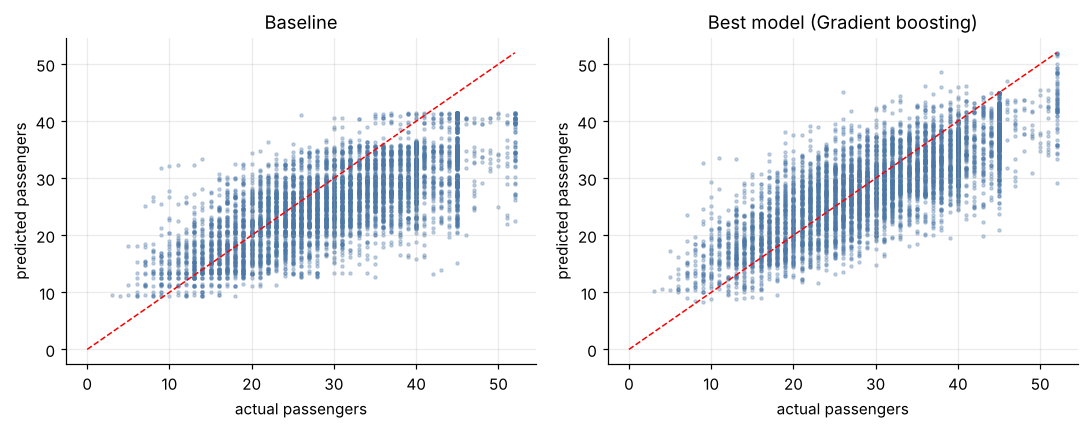 Baseline
predicted passengers
50
40
30
20
10
0
0 10 20 30 40 50
actual passengers
Best model (Gradient boosting)
predicted passengers
50
40
30
20
10
0
0 10 20 30 40 50
actual passengers